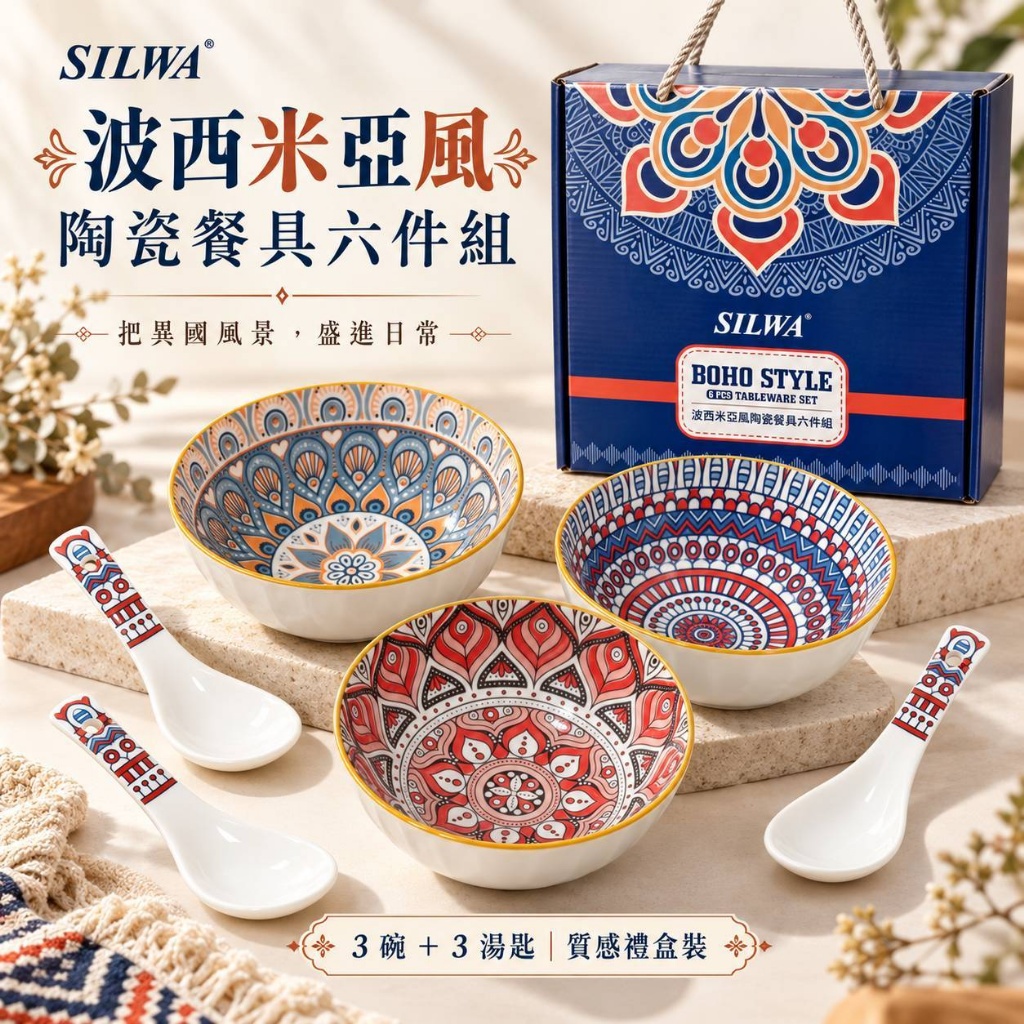 SILWA®
波西米亞風
陶瓷餐具六件組
把異國風景，盛進日常
SILWA®
BOHO STYLE
6 PCS TABLEWARE SET
波西米亞風陶瓷餐具六件組
3 碗 + 3 湯匙｜質感禮盒裝